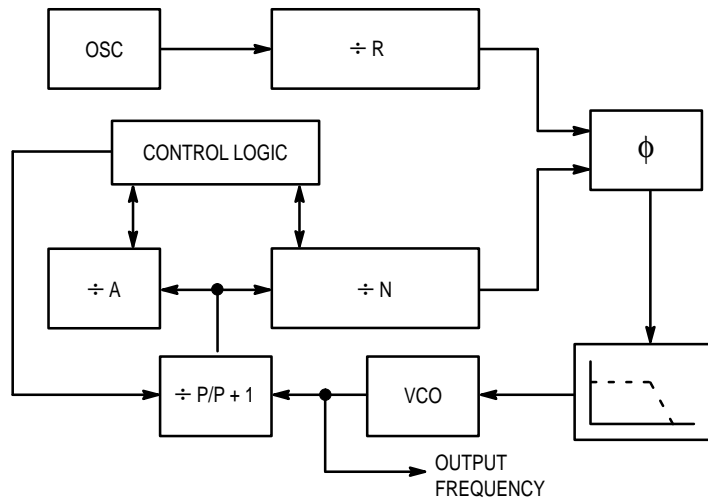 OSC
÷ R
CONTROL LOGIC
ϕ
÷ A
÷ N
÷ P/P + 1
VCO
OUTPUT
FREQUENCY